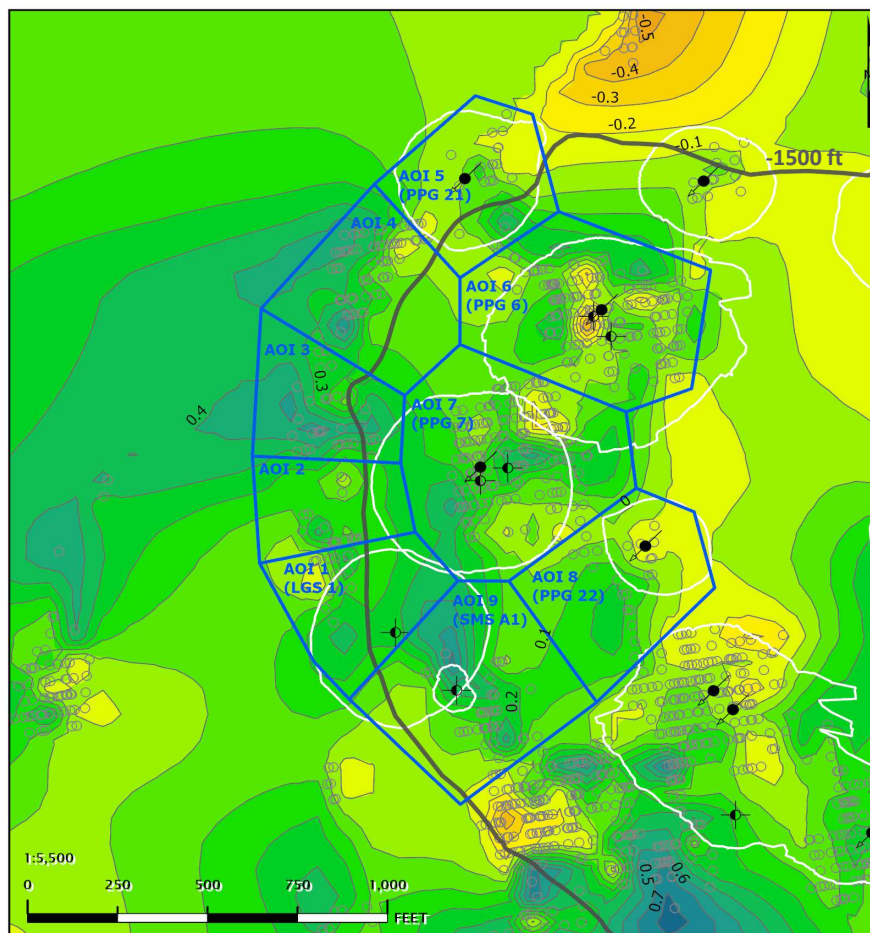 -0.5
-0.4
-0.3
-0.2
-0.1
-1500 ft
AOI 5
(PPG 21)
AOI 4
AOI 6
(PPG 6)
AOI 3
0.3
0.4
AOI 7
(PPG 7)
AOI 2
0
AOI 1
(LGS 1)
AOI 8
(PPG 22)
AOI 9
(SMS A1)
0.1
0.2
0.5
0.6
0.7
1:5,500
0 250 500 750 1,000
FEET